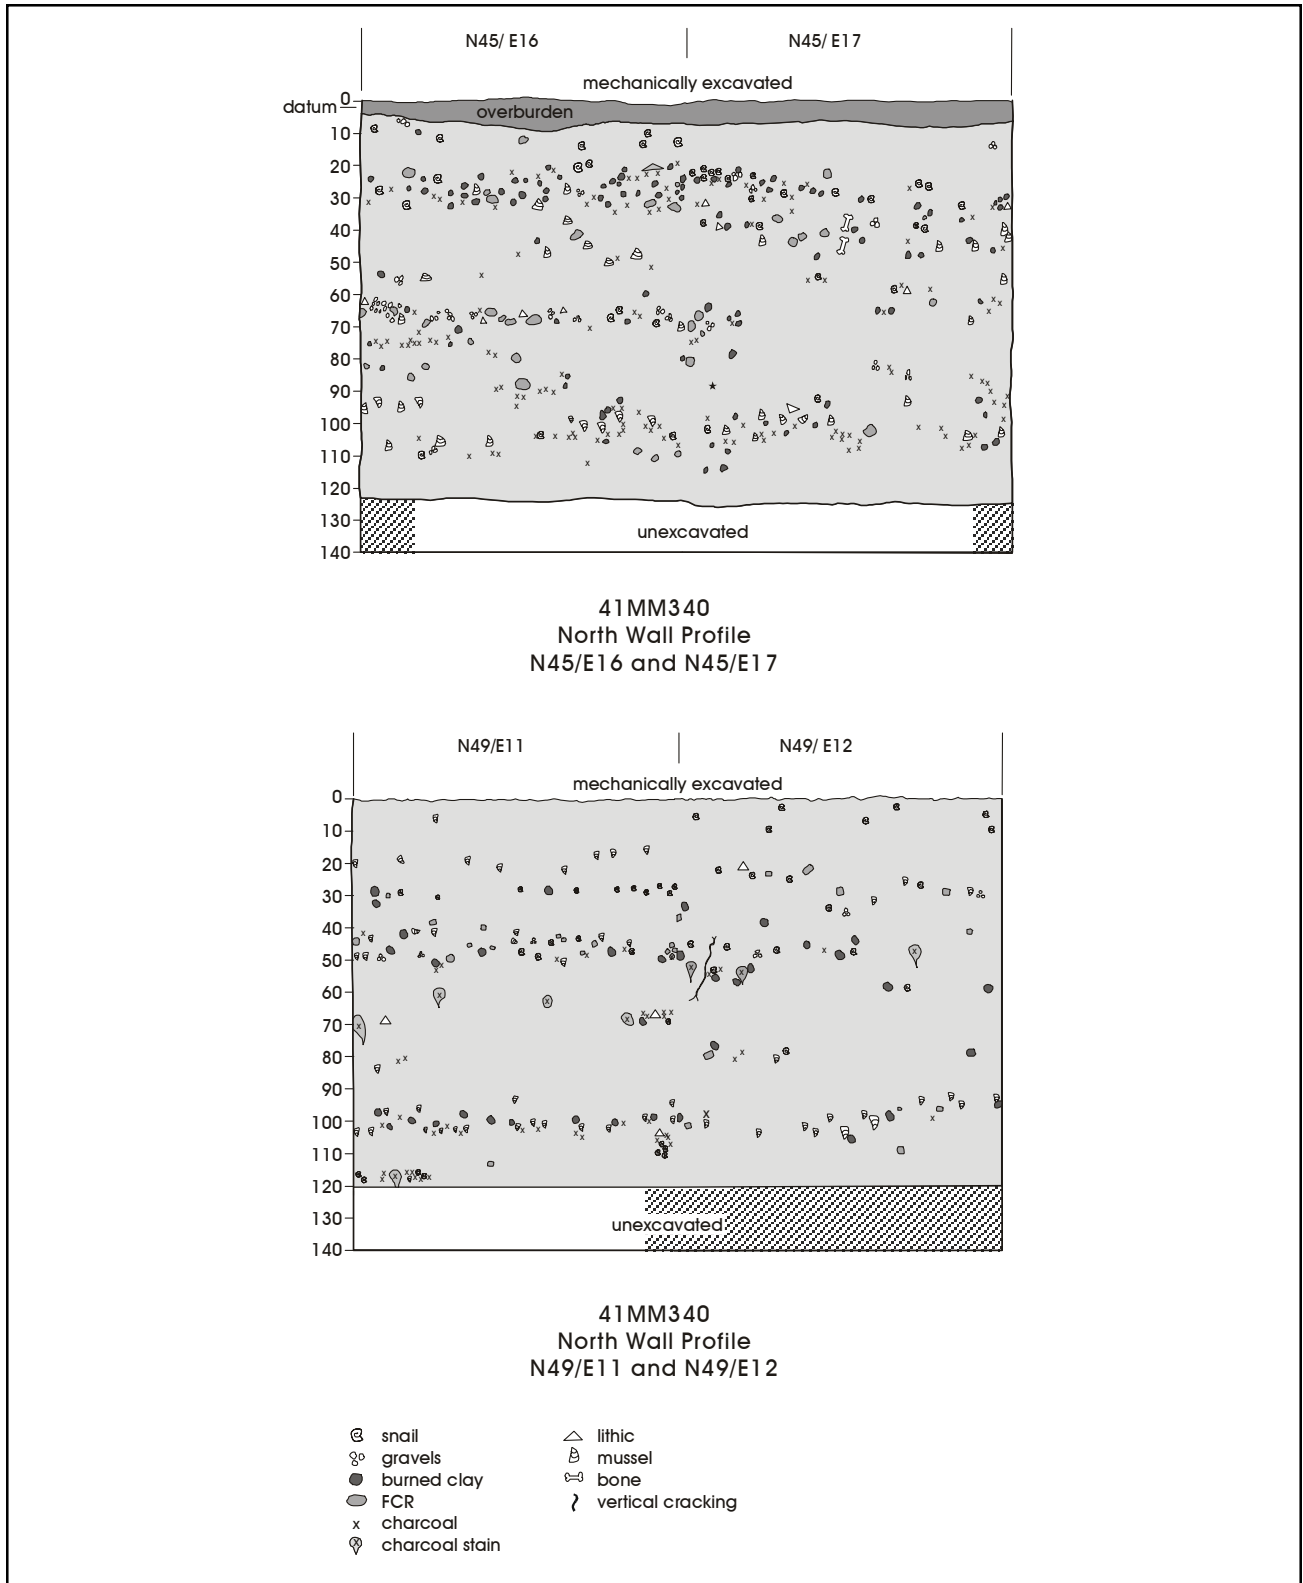 N45/ E16 N45/ E17
mechanically excavated
0
datum
overburden
10
20
30
40
50
60
70
80
90
100
110
120
130
unexcavated
140
41MM340
North Wall Profile
N45/E16 and N45/E17
N49/E11 N49/ E12
mechanically excavated
0
10
20
30
40
50
60
70
80
90
100
110
120
130
unexcavated
140
41MM340
North Wall Profile
N49/E11 and N49/E12
snail lithic
gravels mussel
burned clay bone
FCR vertical cracking
x charcoal
charcoal stain